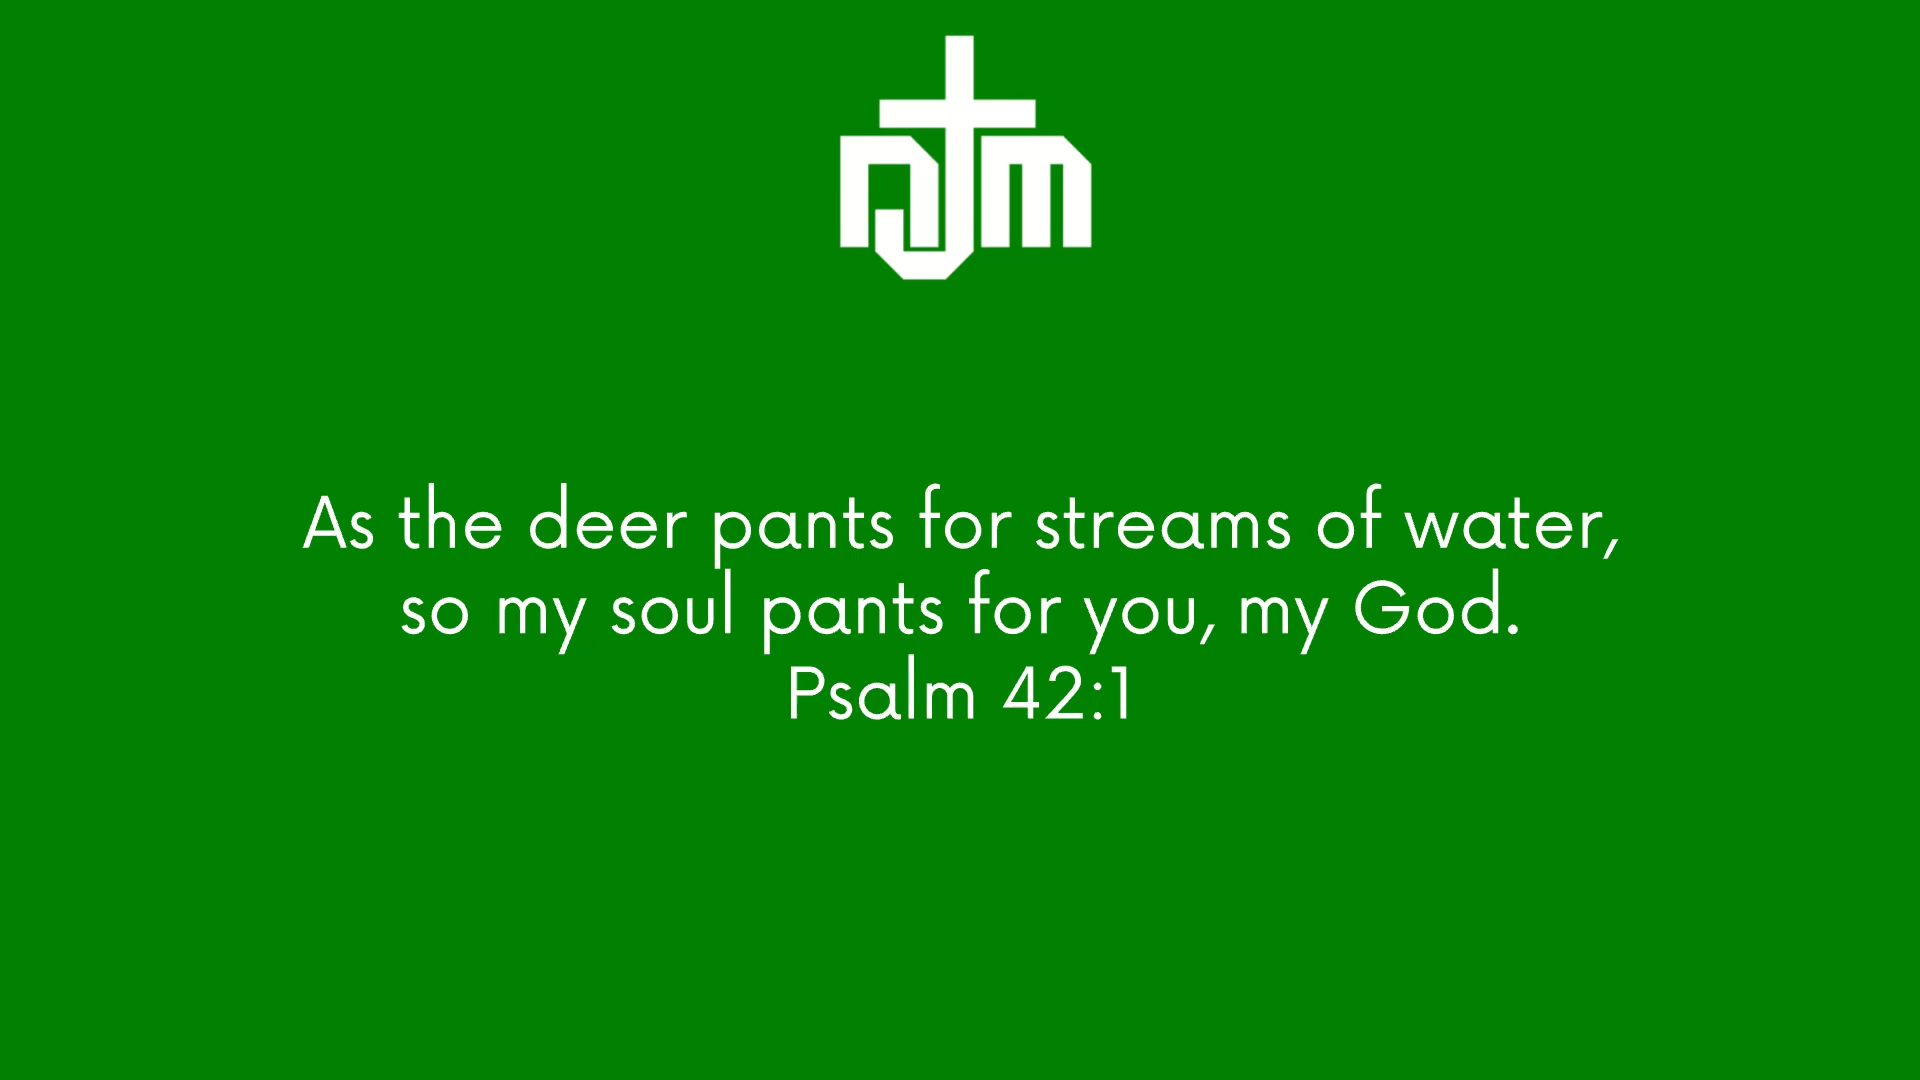 nJm
As the deer pants for streams of water,
so my soul pants for you, my God.
Psalm 42:1